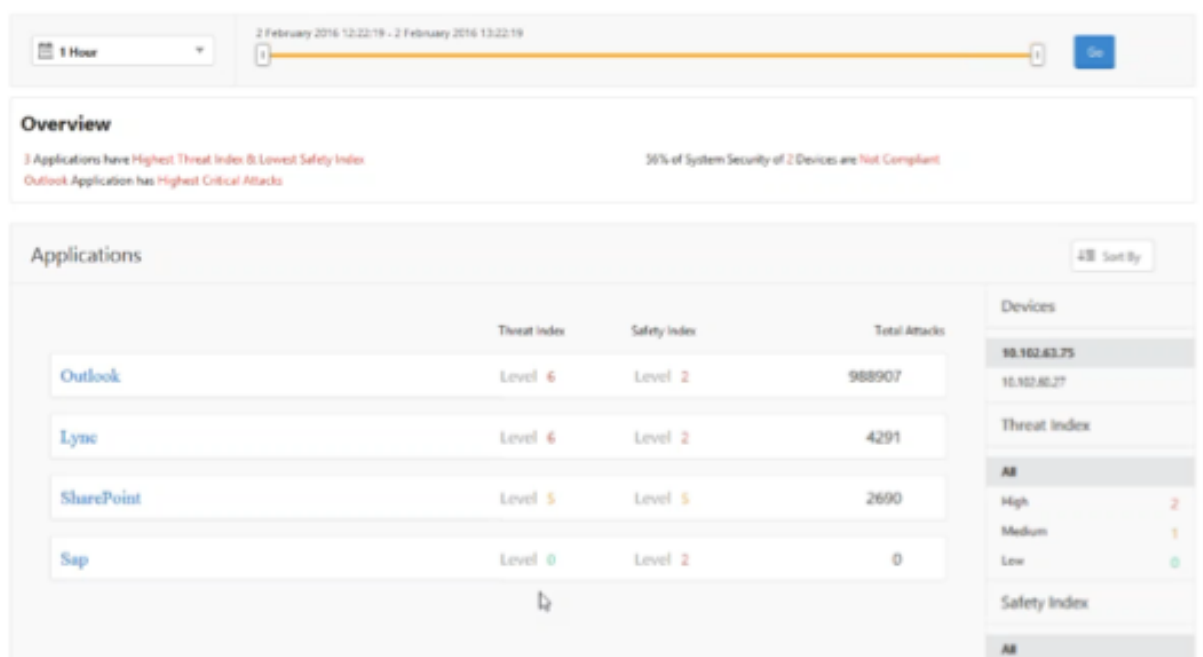 1 Hour
2 February 2016 12:22:19 - 2 February 2016 13:22:19
Go
Overview
3 Applications have Highest Threat Index & Lowest Safety Index
Outlook Application has Highest Critical Attacks
56% of System Security of 2 Devices are Not Compliant
Applications
Sort By
Threat Index Safety Index Total Attacks
Outlook Level 6 Level 2 988907
Lync Level 6 Level 2 4291
SharePoint Level 5 Level 5 2690
Sap Level 0 Level 2 0
Devices
10.102.63.75
10.102.60.27
Threat Index
All
High 2
Medium 1
Low 0
Safety Index
All